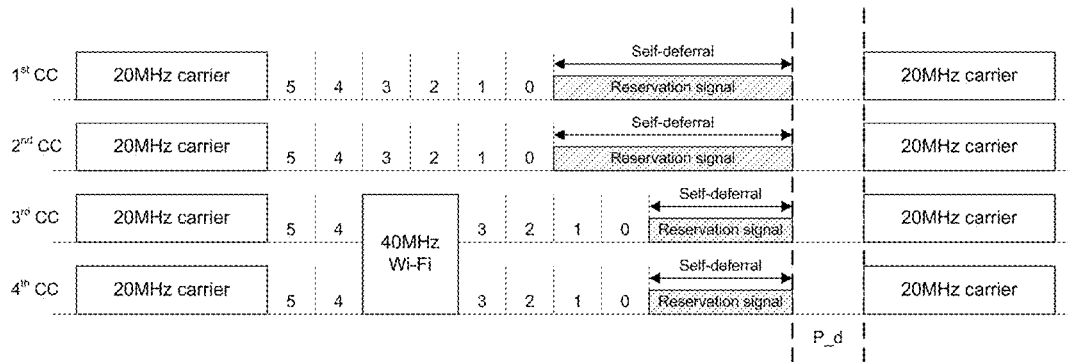 Self-deferral
1st CC 20MHz carrier 5 4 3 2 1 0 Reservation signal 20MHz carrier
Self-deferral
2nd CC 20MHz carrier 5 4 3 2 1 0 Reservation signal 20MHz carrier
Self-deferral
3rd CC 20MHz carrier 5 4 3 2 1 0 Reservation signal 20MHz carrier
40MHz
Wi-Fi
Self-deferral
4th CC 20MHz carrier 5 4 3 2 1 0 Reservation signal 20MHz carrier
P_d